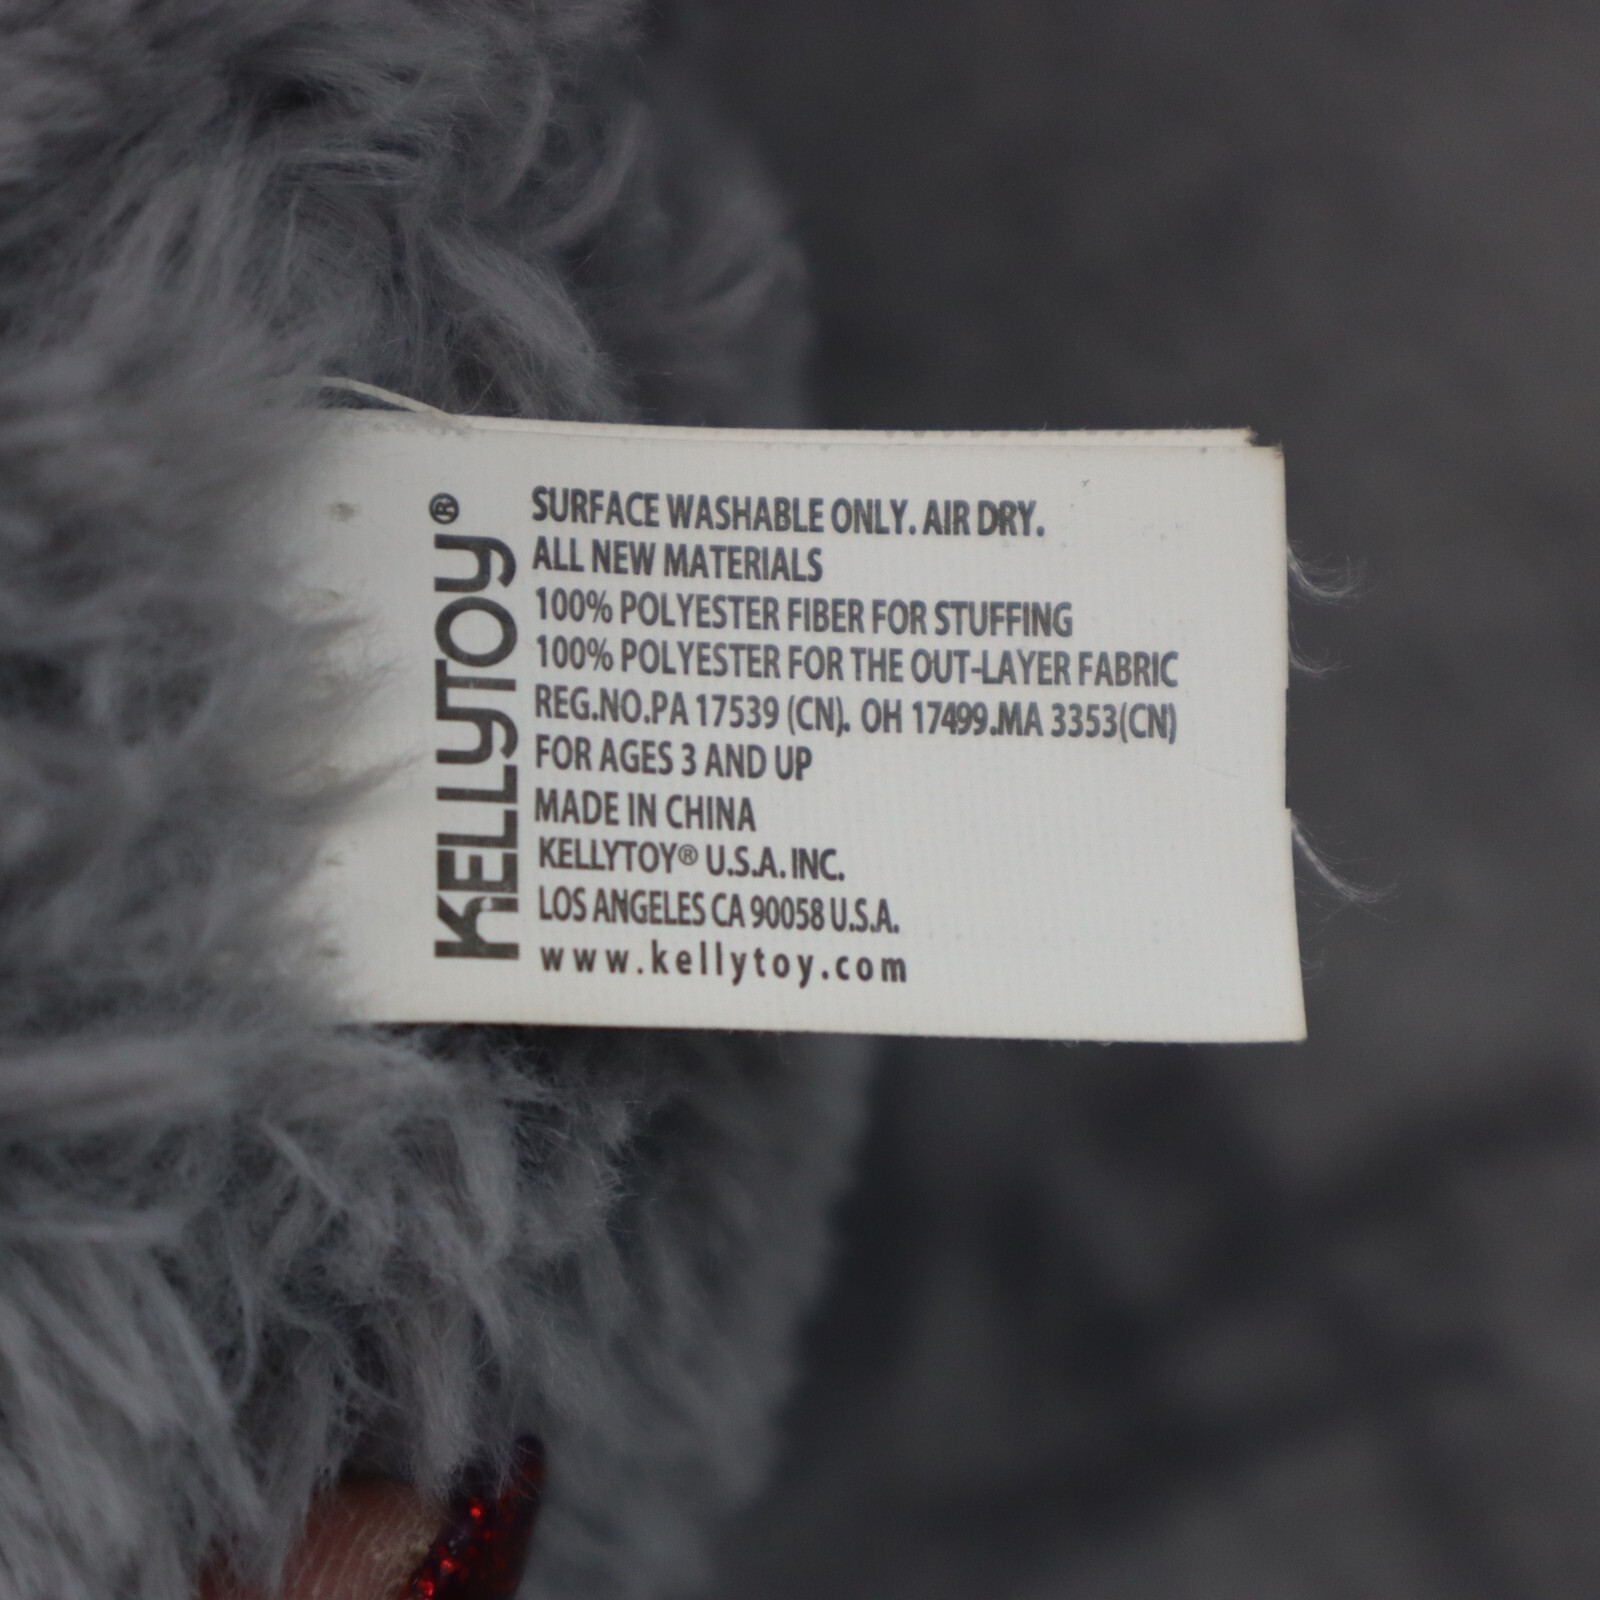 KELLYTOY®
SURFACE WASHABLE ONLY. AIR DRY.
ALL NEW MATERIALS
100% POLYESTER FIBER FOR STUFFING
100% POLYESTER FOR THE OUT-LAYER FABRIC
REG.NO.PA 17539 (CN). OH 17499.MA 3353(CN)
FOR AGES 3 AND UP
MADE IN CHINA
KELLYTOY® U.S.A. INC.
LOS ANGELES CA 90058 U.S.A.
www.kellytoy.com